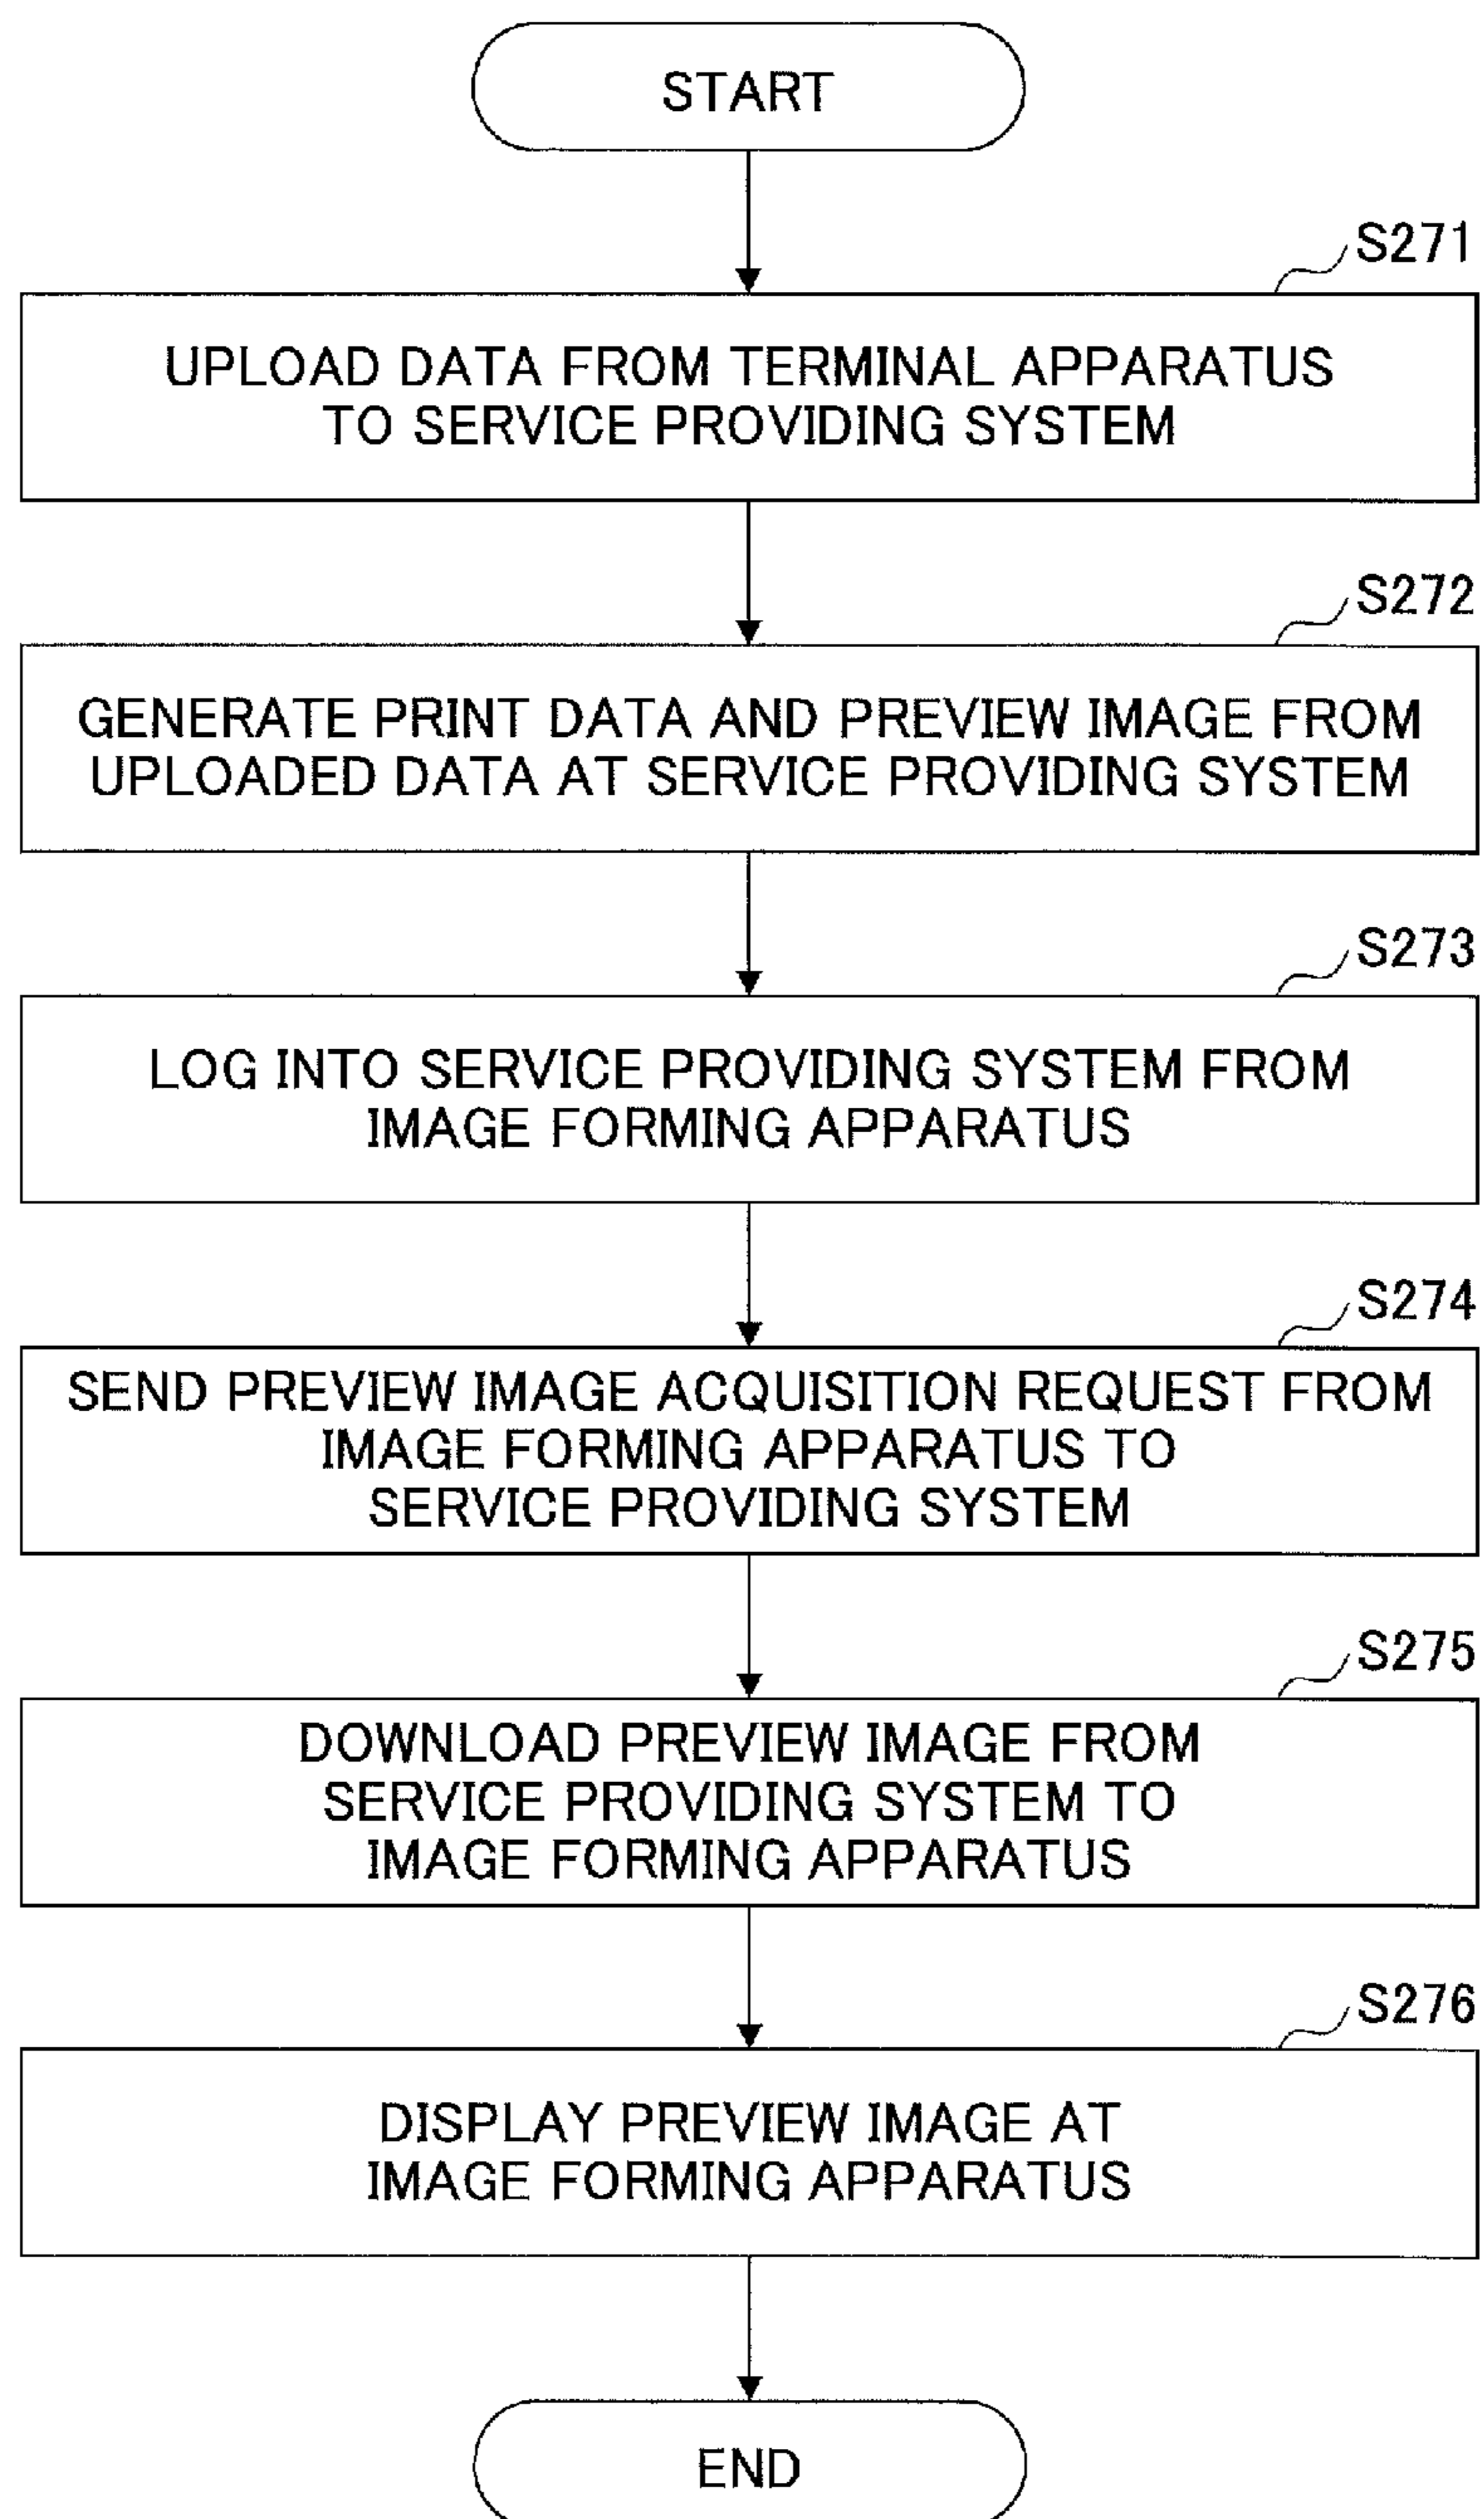 START
S271
UPLOAD DATA FROM TERMINAL APPARATUS
TO SERVICE PROVIDING SYSTEM
S272
GENERATE PRINT DATA AND PREVIEW IMAGE FROM
UPLOADED DATA AT SERVICE PROVIDING SYSTEM
S273
LOG INTO SERVICE PROVIDING SYSTEM FROM
IMAGE FORMING APPARATUS
S274
SEND PREVIEW IMAGE ACQUISITION REQUEST FROM
IMAGE FORMING APPARATUS TO
SERVICE PROVIDING SYSTEM
S275
DOWNLOAD PREVIEW IMAGE FROM
SERVICE PROVIDING SYSTEM TO
IMAGE FORMING APPARATUS
S276
DISPLAY PREVIEW IMAGE AT
IMAGE FORMING APPARATUS
END